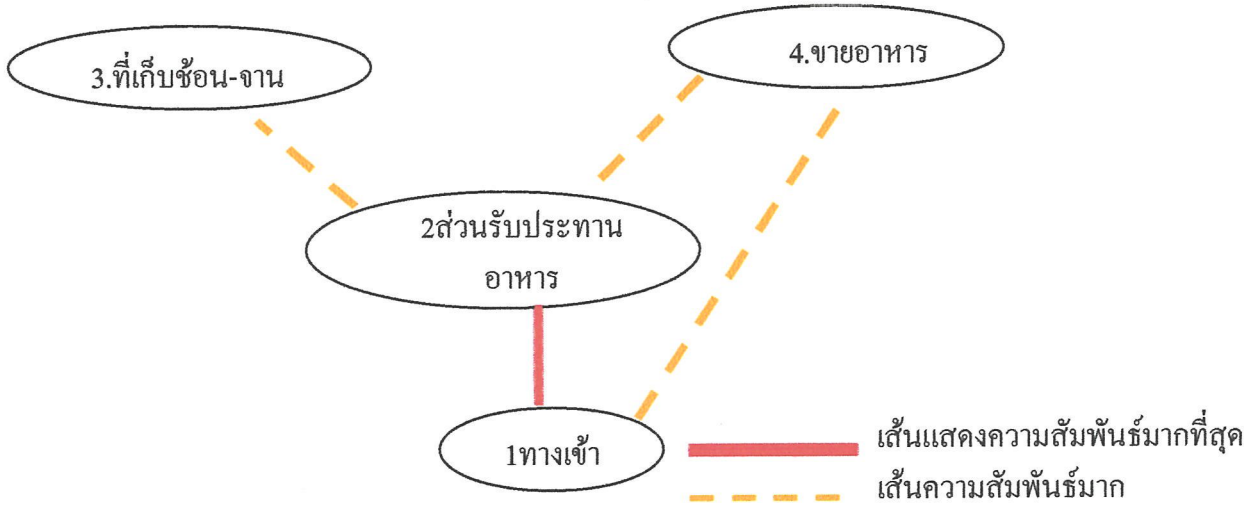 3.ที่เก็บช้อน-จาน
4.ขายอาหาร
2ส่วนรับประทาน
อาหาร
1ทางเข้า
เส้นแสดงความสัมพันธ์มากที่สุด
เส้นความสัมพันธ์มาก